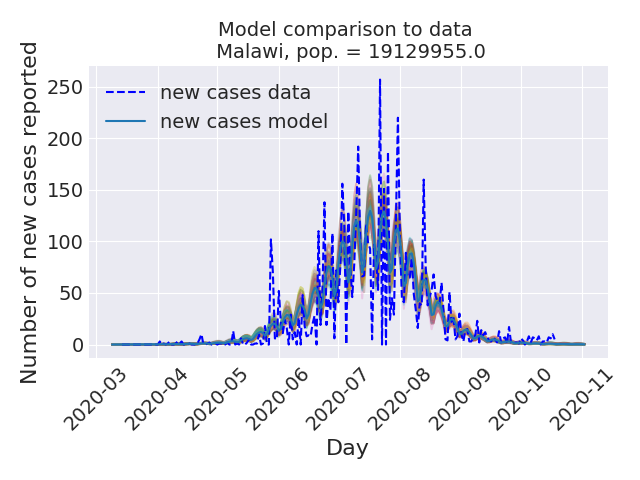 Model comparison to data
Malawi, pop. = 19129955.0
Number of new cases reported
250
200
150
100
50
0
new cases data
new cases model
2020-03
2020-04
2020-05
2020-06
2020-07
2020-08
2020-09
2020-10
2020-11
Day